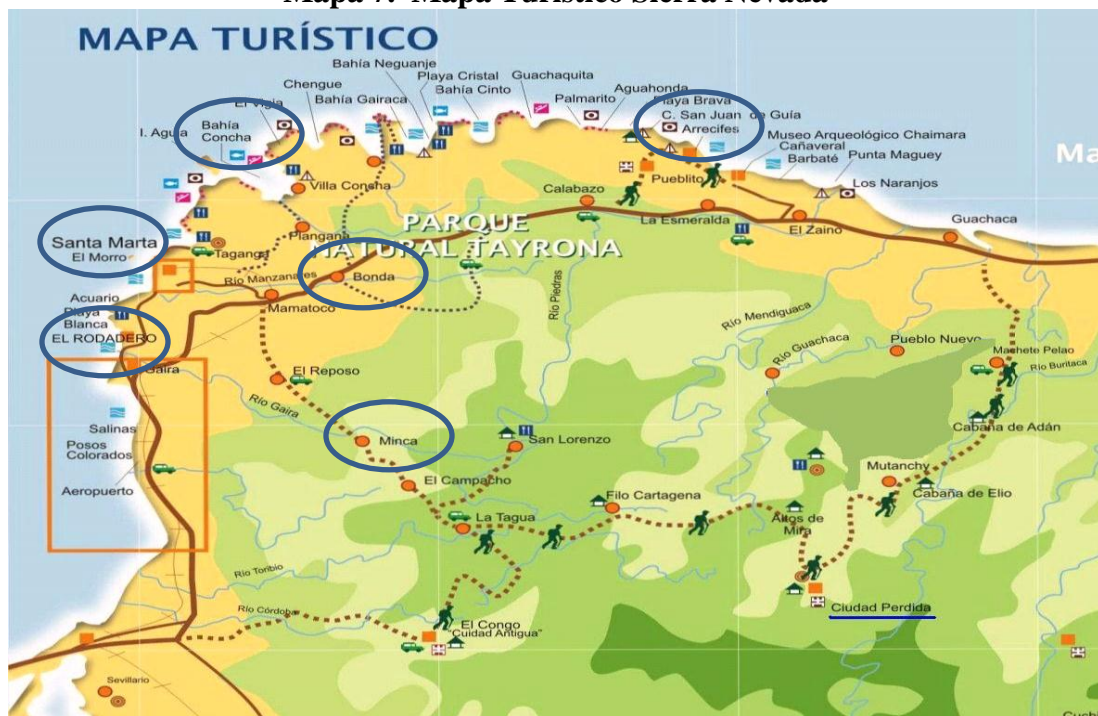 Mapa 7. Mapa Turístico Sierra Nevada
MAPA TURÍSTICO
Bahía Neguanje
Playa Cristal
Guachaquita
Chengue
Bahía Gairaca
Bahía Cinto
Palmarito
Aguahonda
El Vigia
Playa Brava
C. San Juan de Guía
I. Aguja
Bahía
Concha
Arrecifes
Museo Arqueológico Chaimara
Cañaveral
Barbaté
Punta Maguey
Ma
Villa Concha
Pueblito
Los Naranjos
Calabazo
La Esmeralda
El Zaino
Guachaca
PARQUE
NATURAL TAYRONA
Santa Marta
El Morro
Plangana
Taganga
Río Manzanares
Bonda
Mamatoco
Río Piedras
Acuario
Playa
Blanca
EL RODADERO
Gaira
Río Mendiguaca
Río Guachaca
Pueblo Nuevo
Machete Pelao
Río Buritaca
El Reposo
Río Gaira
Minca
San Lorenzo
Cabaña de Adán
Salinas
Posos
Colorados
Aeropuerto
El Campacho
Mutanchy
Cabaña de Elio
Filo Cartagena
La Tagua
Altos de
Mira
Río Toribio
Río Córdoba
El Congo
"Cuidad Antigua"
Ciudad Perdida
Sevillario